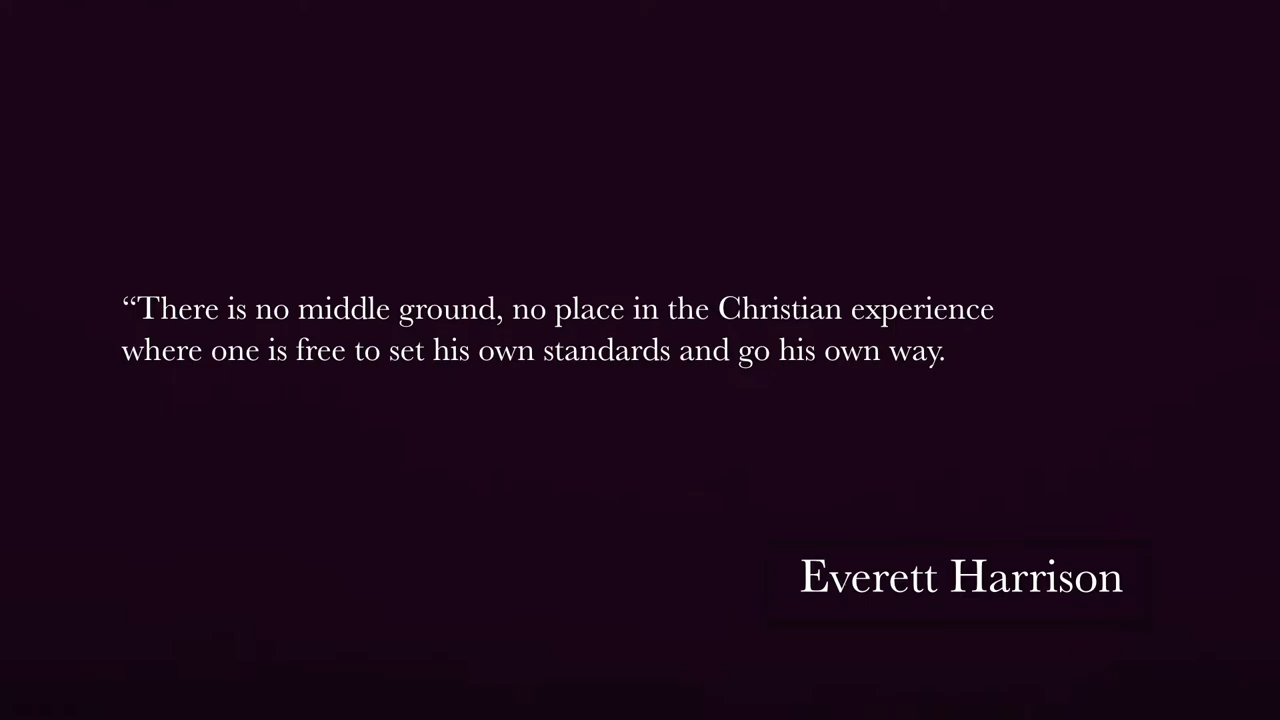 “There is no middle ground, no place in the Christian experience
where one is free to set his own standards and go his own way.
Everett Harrison